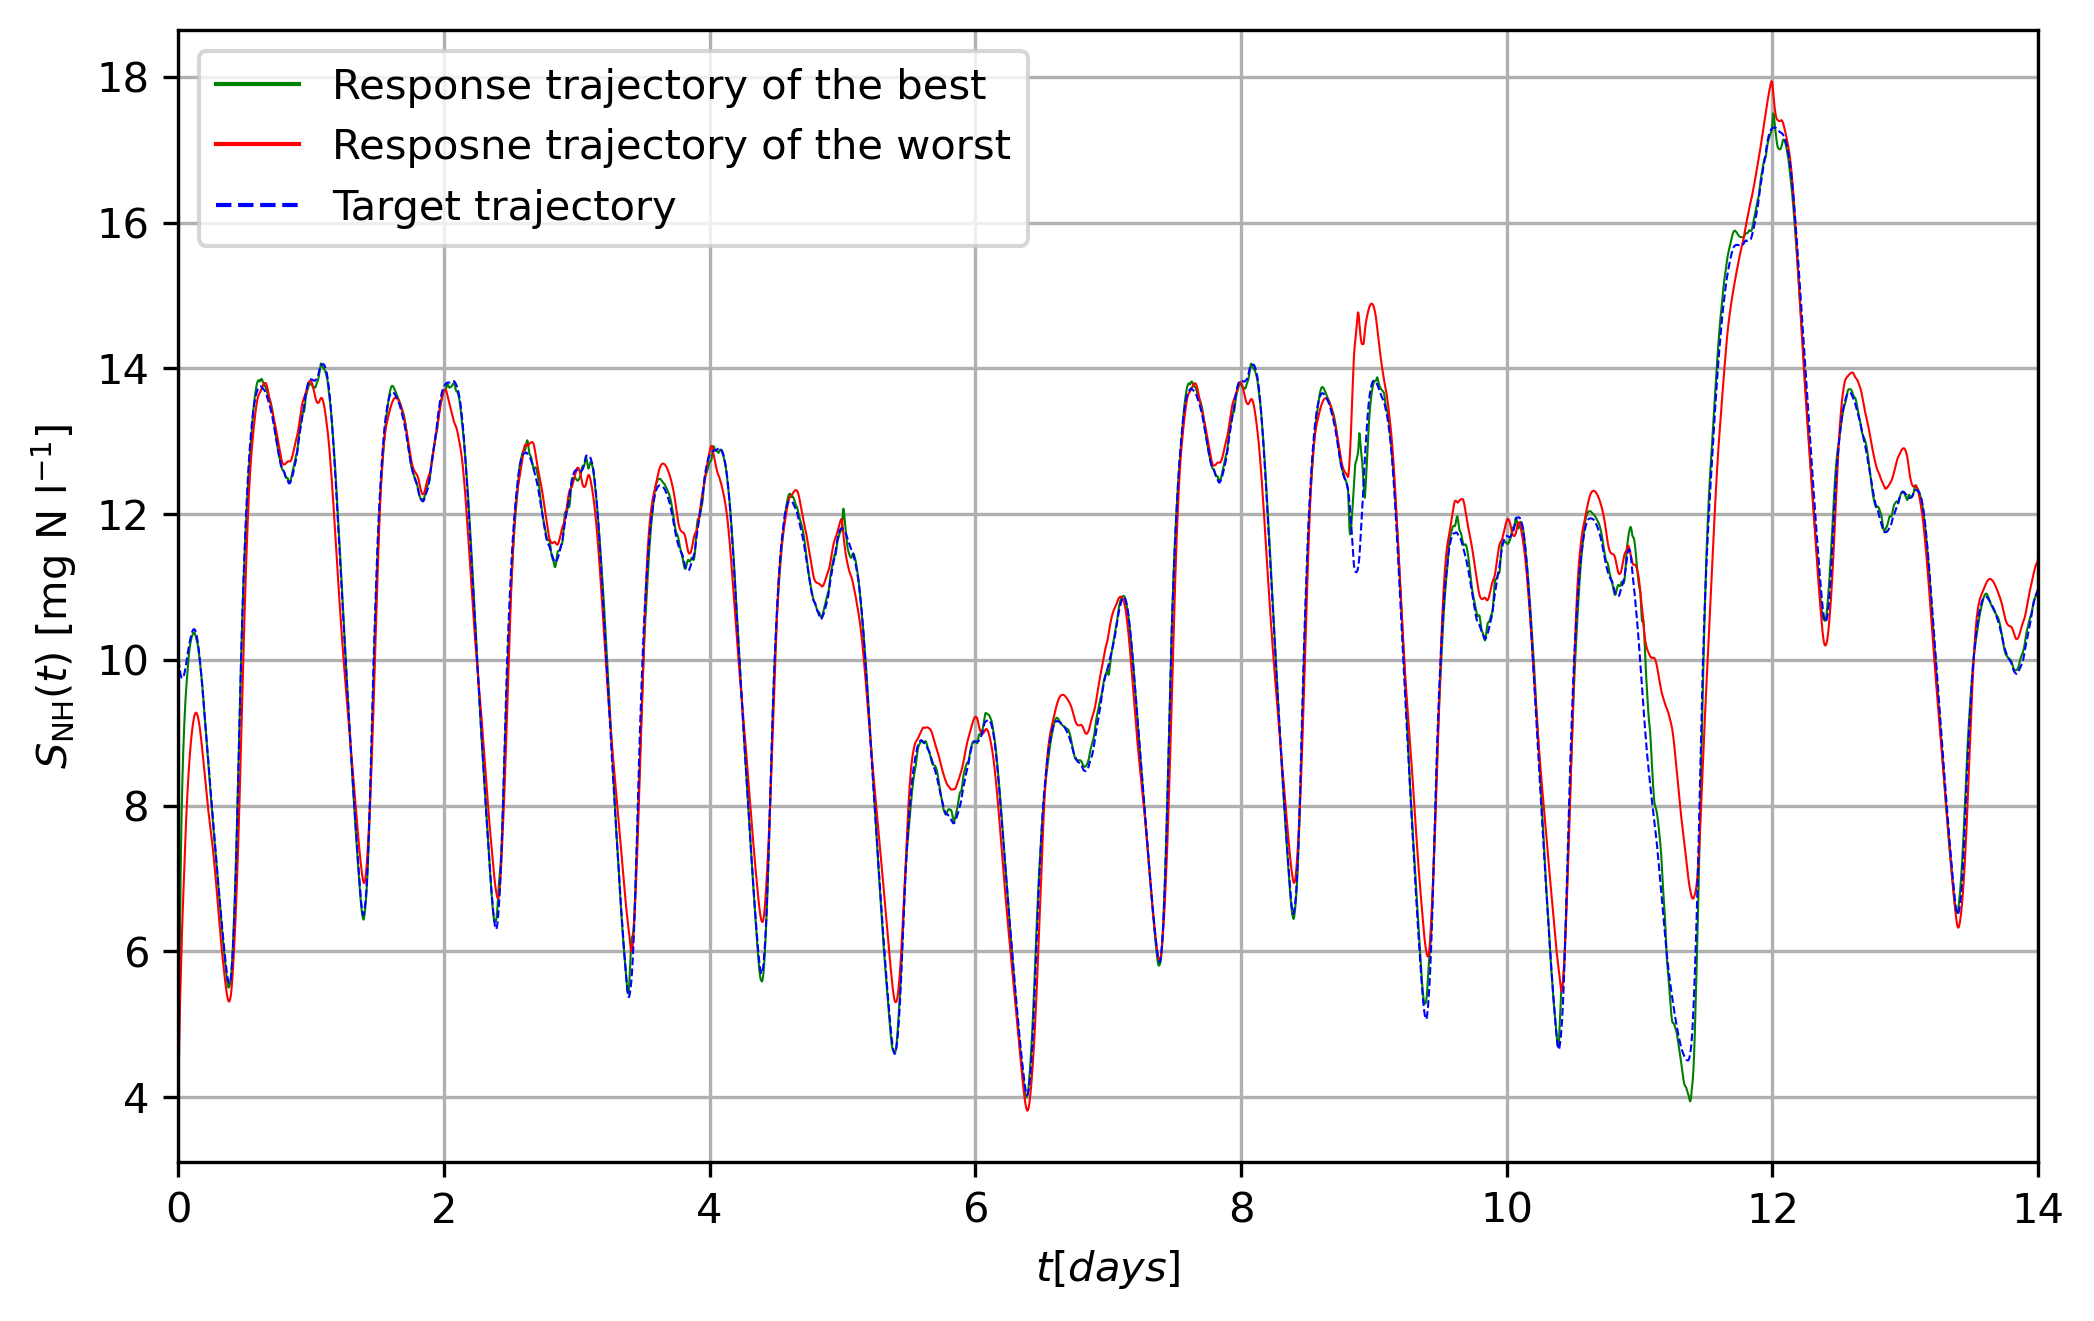 18
16
14
12
10
8
6
4
S_NH(t) [mg N l⁻¹]
Response trajectory of the best
Resposne trajectory of the worst
Target trajectory
0 2 4 6 8 10 12 14
t[days]